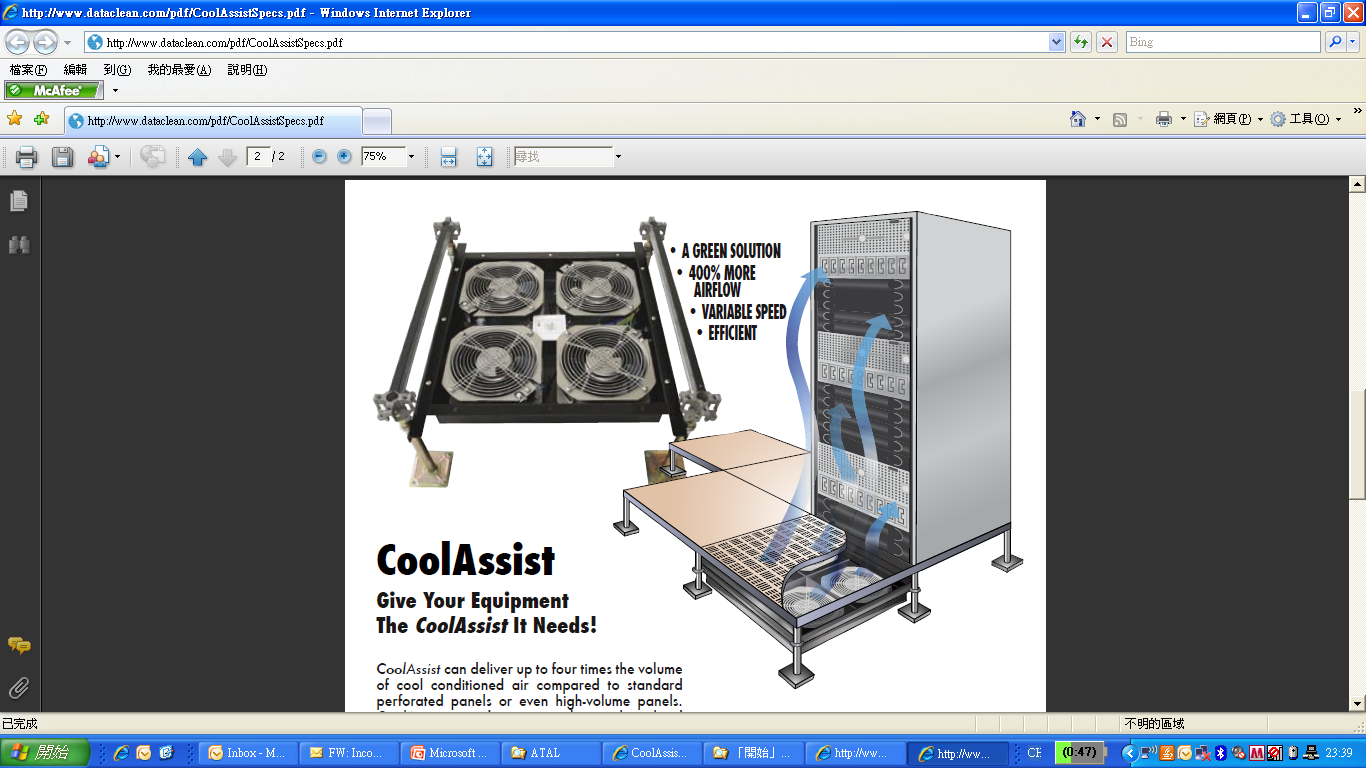 http://www.dataclean.com/pdf/CoolAssistSpecs.pdf - Windows Internet Explorer
http://www.dataclean.com/pdf/CoolAssistSpecs.pdf
Bing
檔案(F) 編輯 到(G) 我的最愛(A) 說明(H)
McAfee
http://www.dataclean.com/pdf/CoolAssistSpecs.pdf
網頁(P) 工具(O)
2 / 2 75% 尋找
• A GREEN SOLUTION
• 400% MORE
AIRFLOW
• VARIABLE SPEED
• EFFICIENT
CoolAssist
Give Your Equipment
The CoolAssist It Needs!
CoolAssist can deliver up to four times the volume
of cool conditioned air compared to standard
perforated panels or even high-volume panels.
已完成 不明的區域
開始 Inbox - M... FW: Inco... Microsoft ... ATAL CoolAssis... 「開始」... http://ww... http://ww... CE (0:47) 23:39